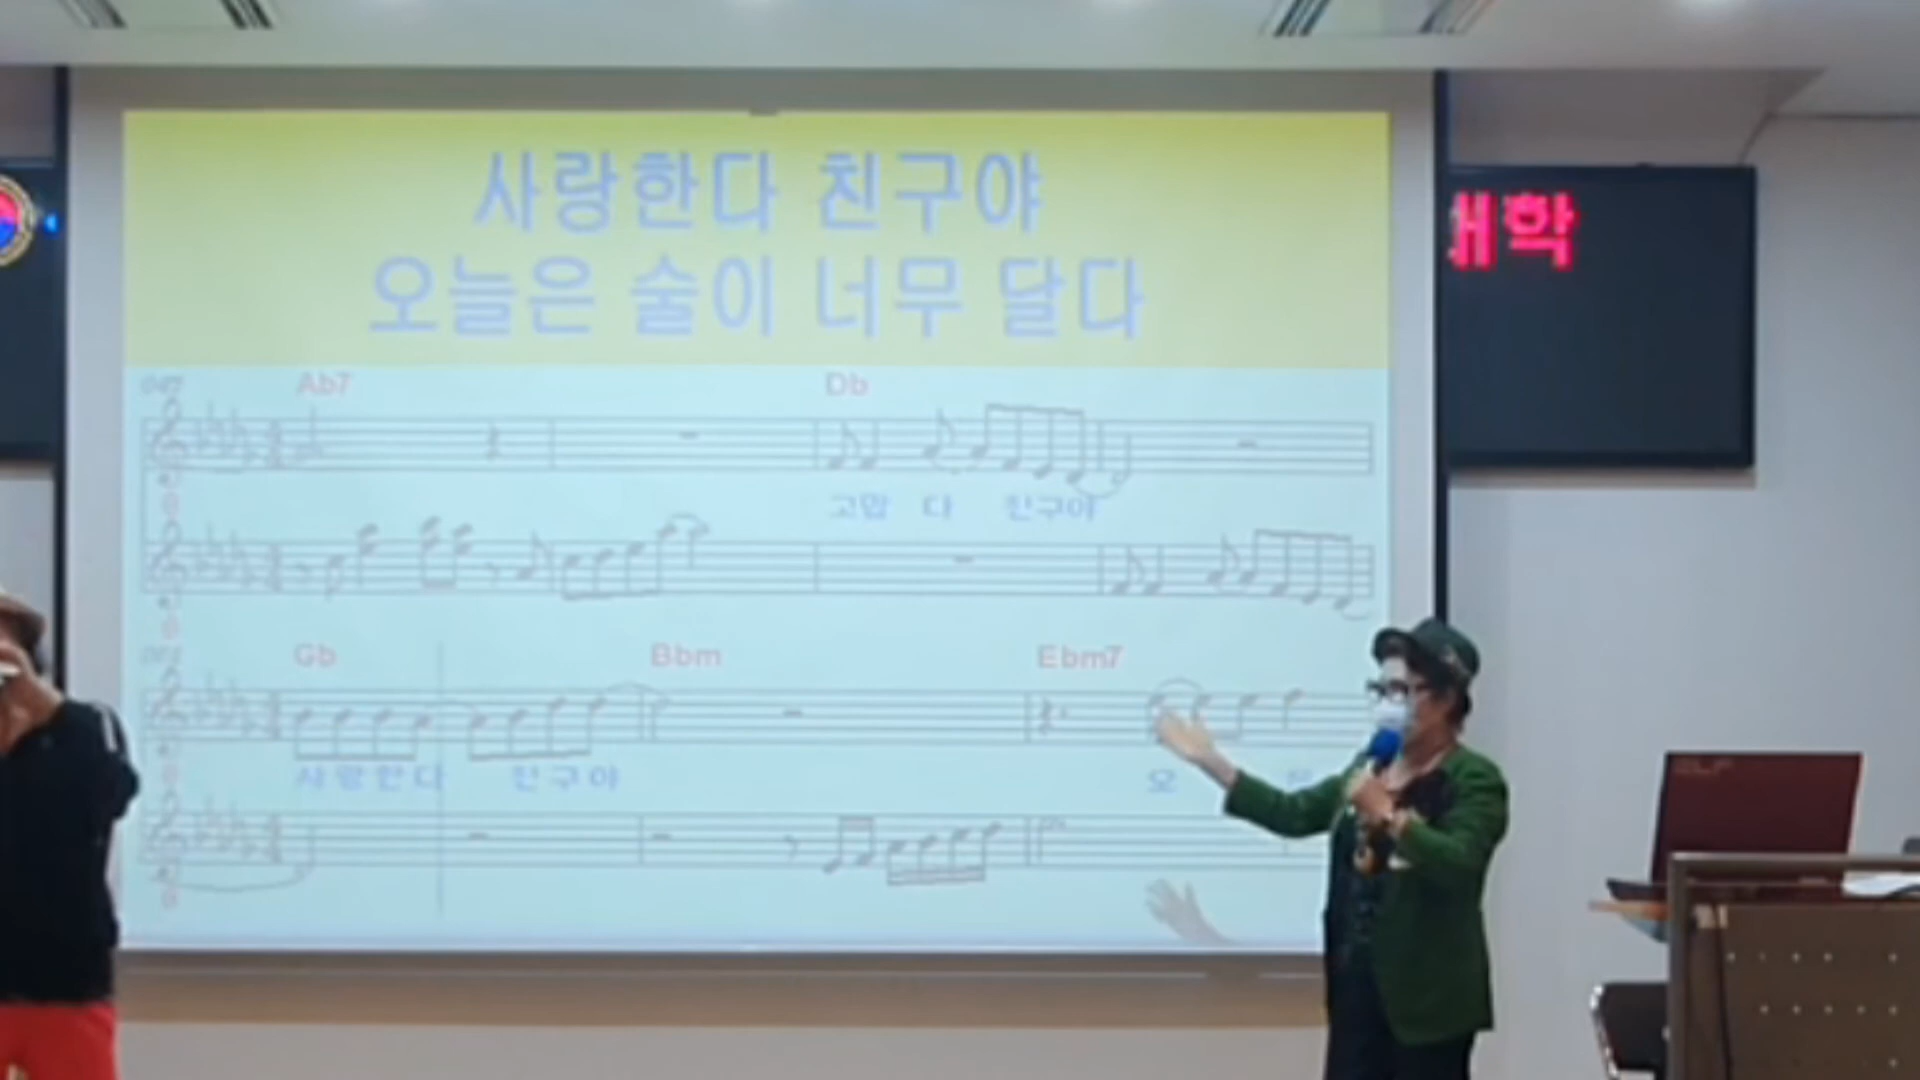 사랑한다 친구야
오늘은 술이 너무 달다
대학
Ab7 Db
고맙 다 친구야
Gb Bbm Ebm7
사랑한다 친구야 오